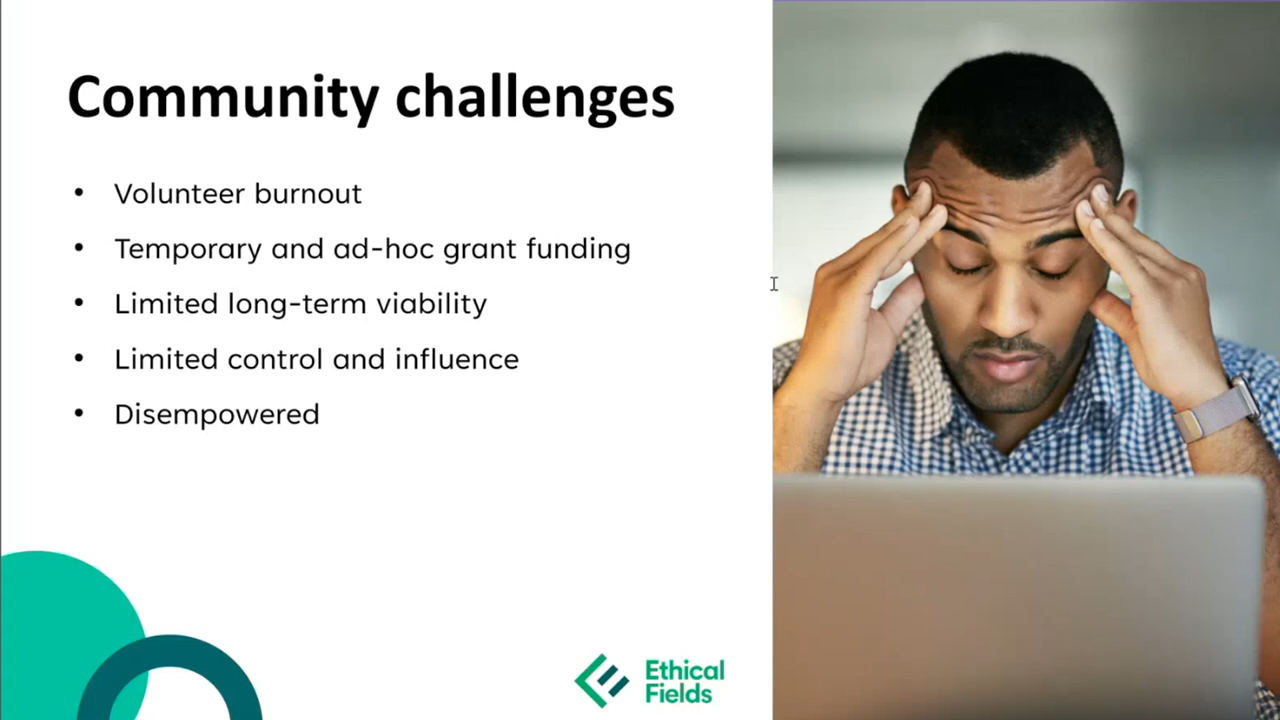 Community challenges
• Volunteer burnout
• Temporary and ad-hoc grant funding
• Limited long-term viability
• Limited control and influence
• Disempowered
Ethical
Fields